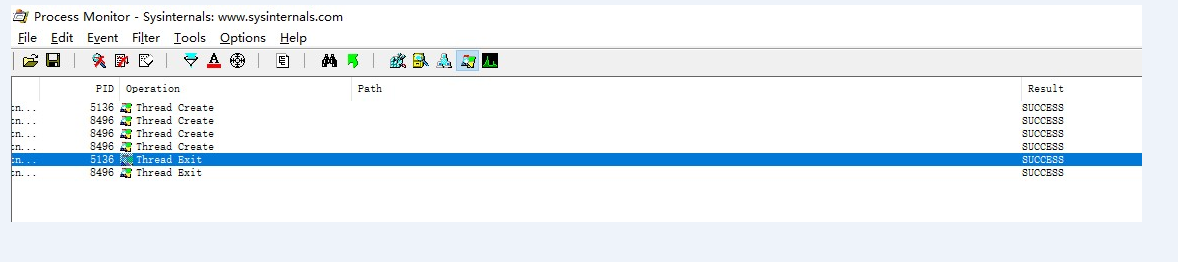 Process Monitor - Sysinternals: www.sysinternals.com
File Edit Event Filter Tools Options Help
PID Operation Path Result
n... 5136 Thread Create SUCCESS
n... 8496 Thread Create SUCCESS
n... 8496 Thread Create SUCCESS
n... 8496 Thread Create SUCCESS
n... 5136 Thread Exit SUCCESS
n... 8496 Thread Exit SUCCESS